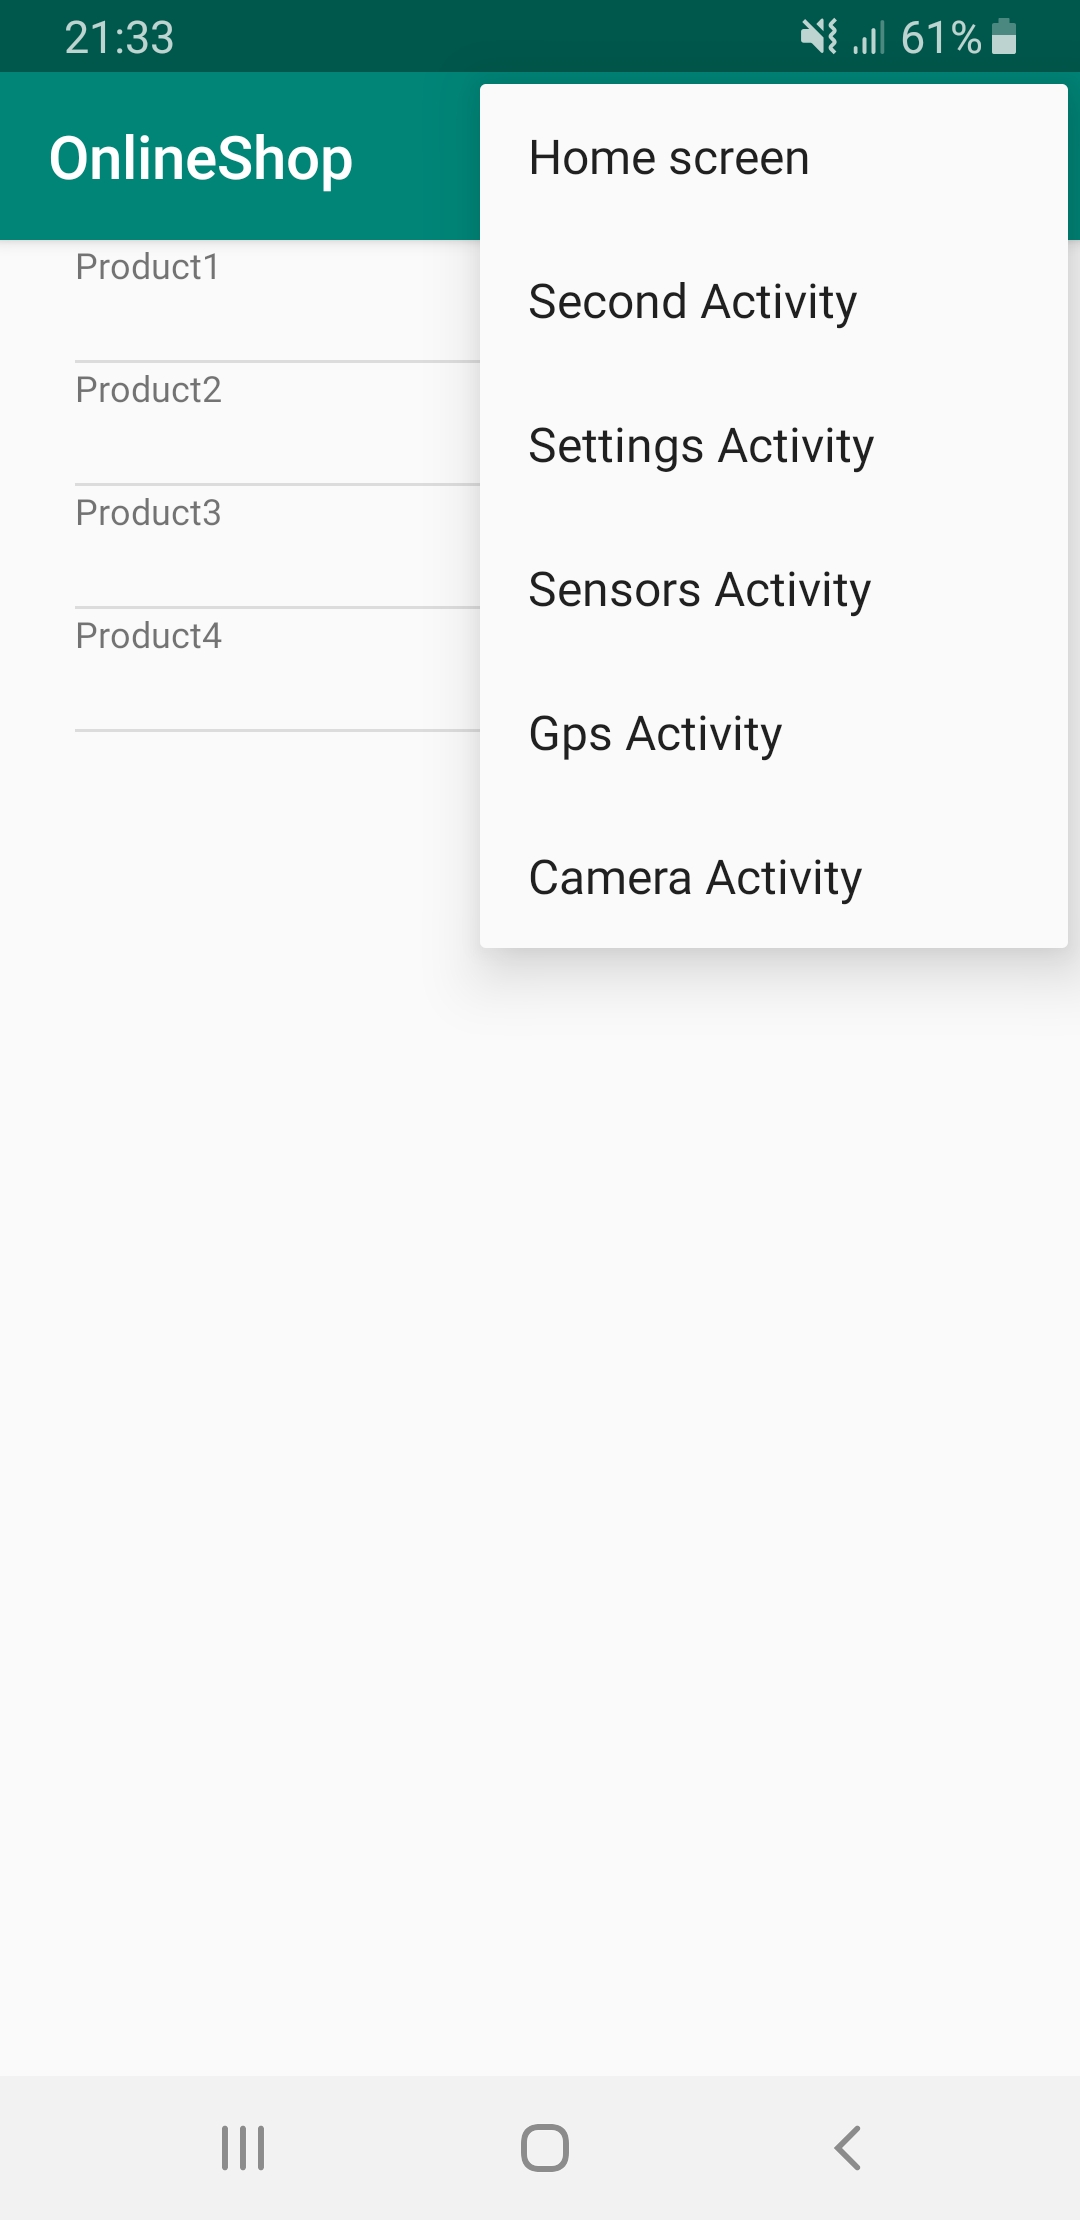 21:33
61%
OnlineShop
Home screen
Second Activity
Settings Activity
Sensors Activity
Gps Activity
Camera Activity
Product1
Product2
Product3
Product4